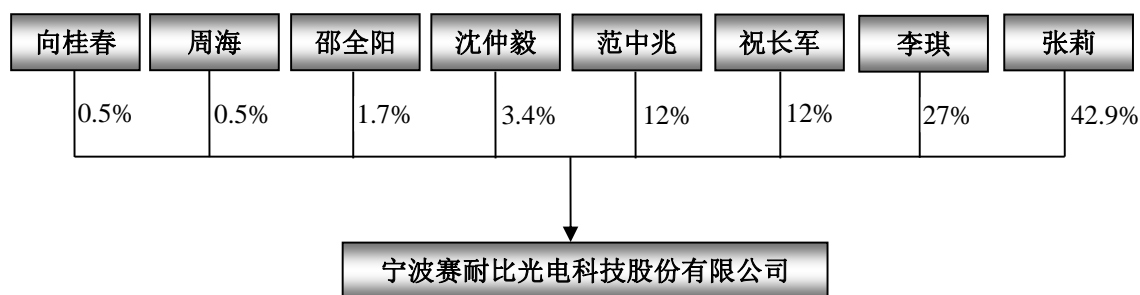 向桂春 周海 邵全阳 沈仲毅 范中兆 祝长军 李琪 张莉
0.5% 0.5% 1.7% 3.4% 12% 12% 27% 42.9%
宁波赛耐比光电科技股份有限公司